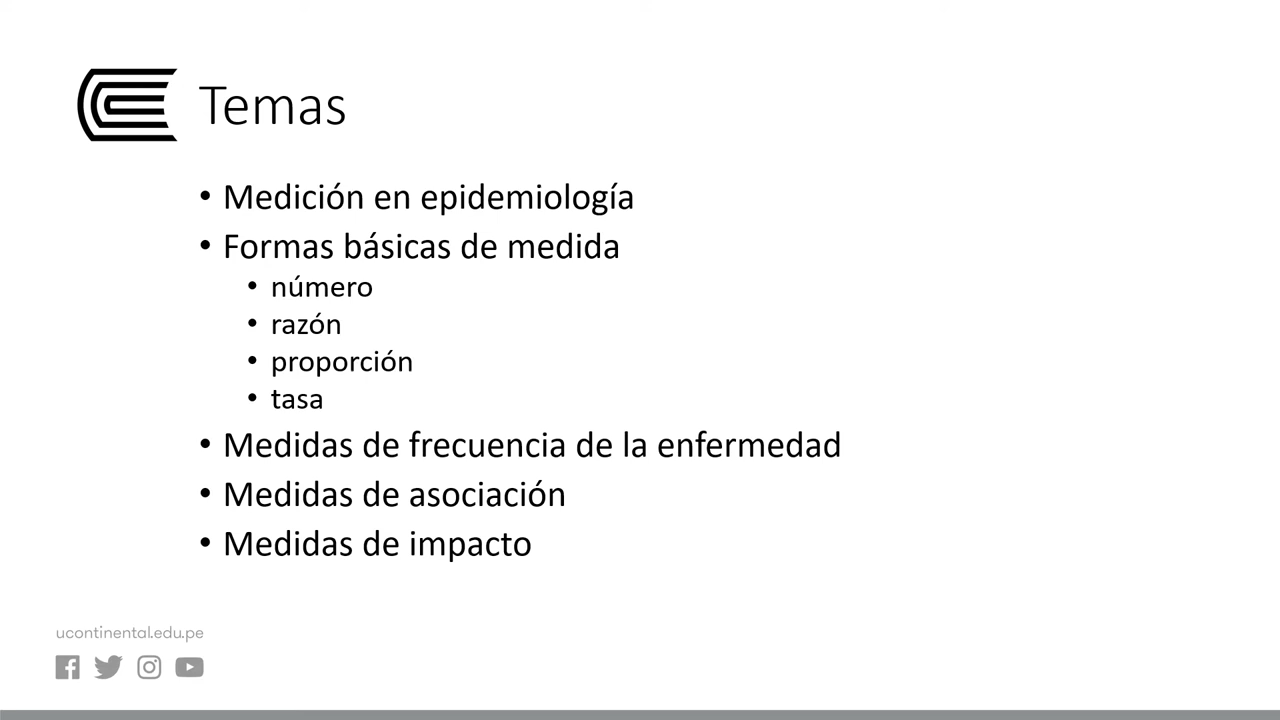 Temas
• Medición en epidemiología
• Formas básicas de medida
• número
• razón
• proporción
• tasa
• Medidas de frecuencia de la enfermedad
• Medidas de asociación
• Medidas de impacto
ucontinental.edu.pe